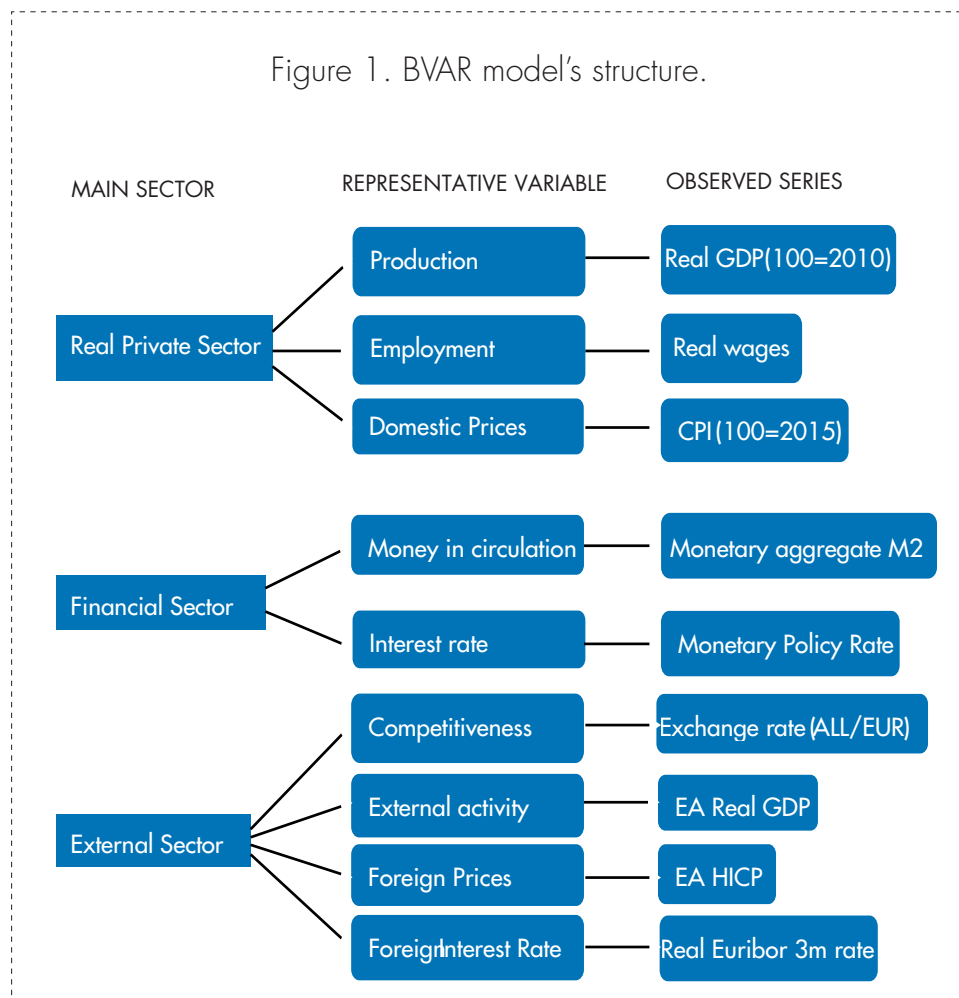 Figure 1. BVAR model's structure.
MAIN SECTOR
REPRESENTATIVE VARIABLE
OBSERVED SERIES
Real Private Sector
Production
Real GDP(100=2010)
Employment
Real wages
Domestic Prices
CPI(100=2015)
Financial Sector
Money in circulation
Monetary aggregate M2
Interest rate
Monetary Policy Rate
External Sector
Competitiveness
Exchange rate (ALL/EUR)
External activity
EA Real GDP
Foreign Prices
EA HICP
Foreign Interest Rate
Real Euribor 3m rate